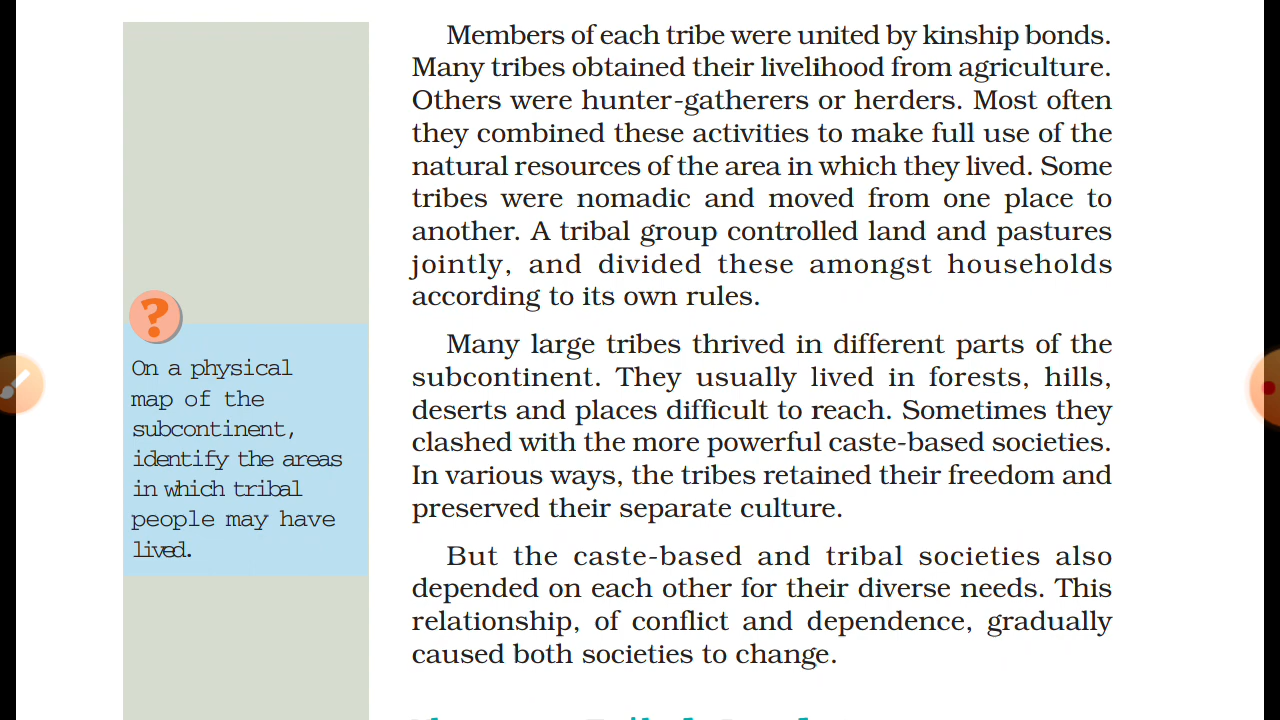 Members of each tribe were united by kinship bonds.
Many tribes obtained their livelihood from agriculture.
Others were hunter-gatherers or herders. Most often
they combined these activities to make full use of the
natural resources of the area in which they lived. Some
tribes were nomadic and moved from one place to
another. A tribal group controlled land and pastures
jointly, and divided these amongst households
according to its own rules.
Many large tribes thrived in different parts of the
subcontinent. They usually lived in forests, hills,
deserts and places difficult to reach. Sometimes they
clashed with the more powerful caste-based societies.
In various ways, the tribes retained their freedom and
preserved their separate culture.
But the caste-based and tribal societies also
depended on each other for their diverse needs. This
relationship, of conflict and dependence, gradually
caused both societies to change.
?
On a physical
map of the
subcontinent,
identify the areas
in which tribal
people may have
lived.